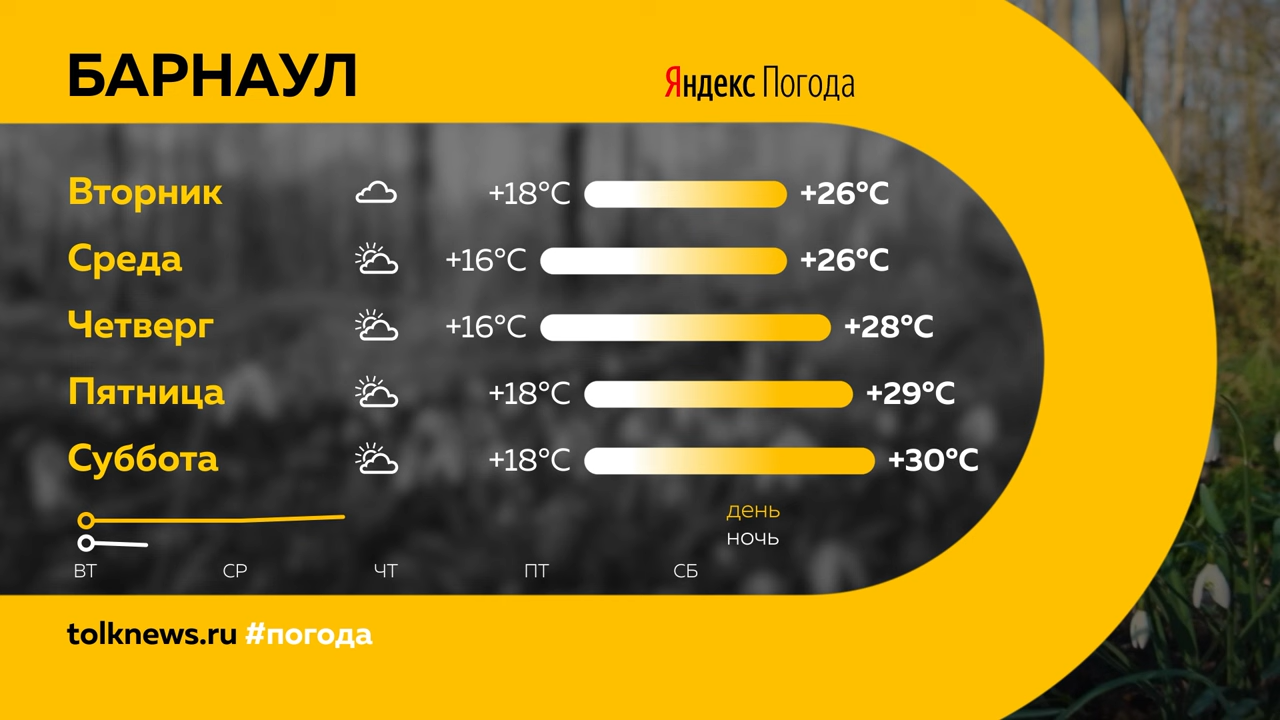 БАРНАУЛ
Яндекс Погода
Вторник +18°C +26°C
Среда +16°C +26°C
Четверг +16°C +28°C
Пятница +18°C +29°C
Суббота +18°C +30°C
день
ночь
ВТ СР ЧТ ПТ СБ
tolknews.ru #погода